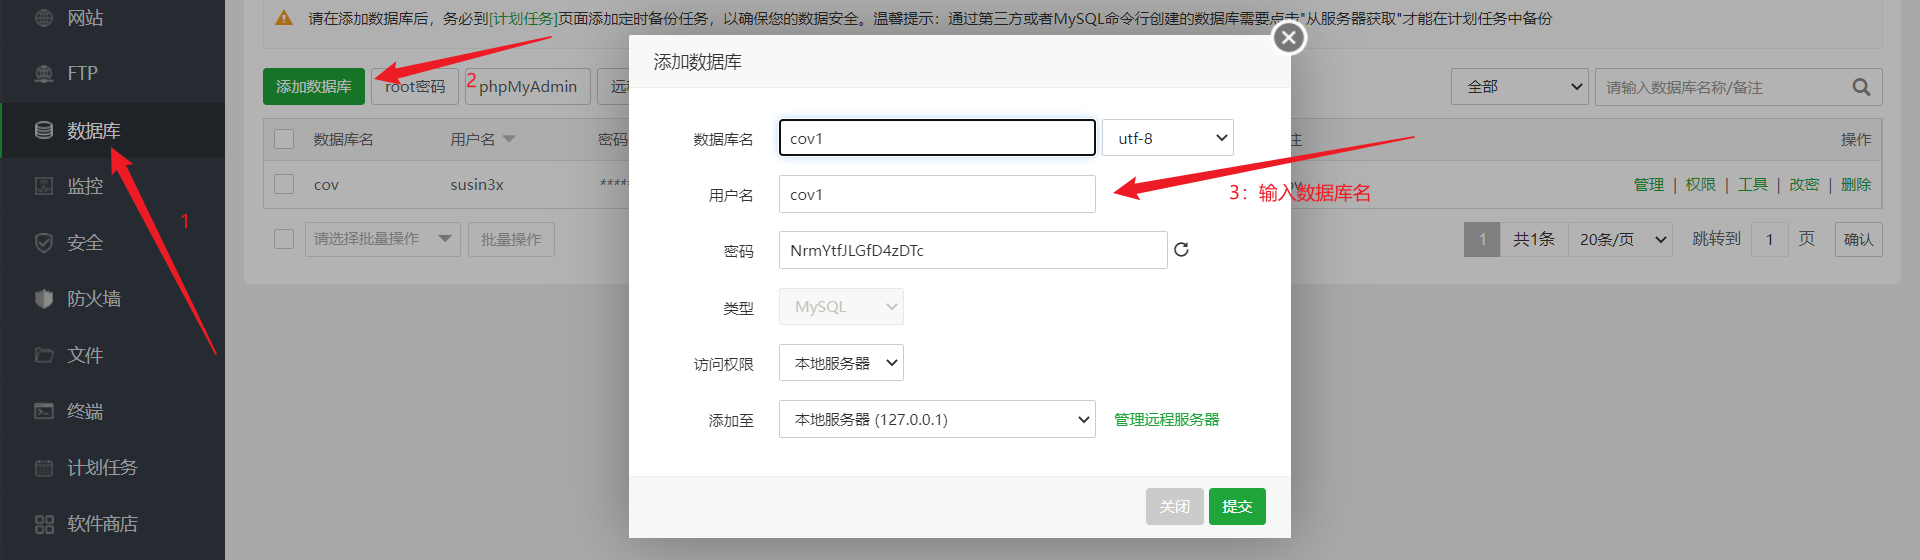 网站
FTP
数据库
监控
安全
防火墙
文件
终端
计划任务
软件商店
1
请在添加数据库后，务必到[计划任务]页面添加定时备份任务，以确保您的数据安全。温馨提示：通过第三方或者MySQL命令行创建的数据库需要点击"从服务器获取"才能在计划任务中备份
添加数据库
root密码
2
phpMyAdmin
全部
请输入数据库名称/备注
数据库名
用户名
密码
操作
cov
susin3x
*****
管理 | 权限 | 工具 | 改密 | 删除
请选择批量操作
批量操作
1
共1条
20条/页
跳转到
1
页
确认
添加数据库
数据库名
cov1
utf-8
用户名
cov1
3：输入数据库名
密码
NrmYtfJLGfD4zDTc
类型
MySQL
访问权限
本地服务器
添加至
本地服务器 (127.0.0.1)
管理远程服务器
关闭
提交